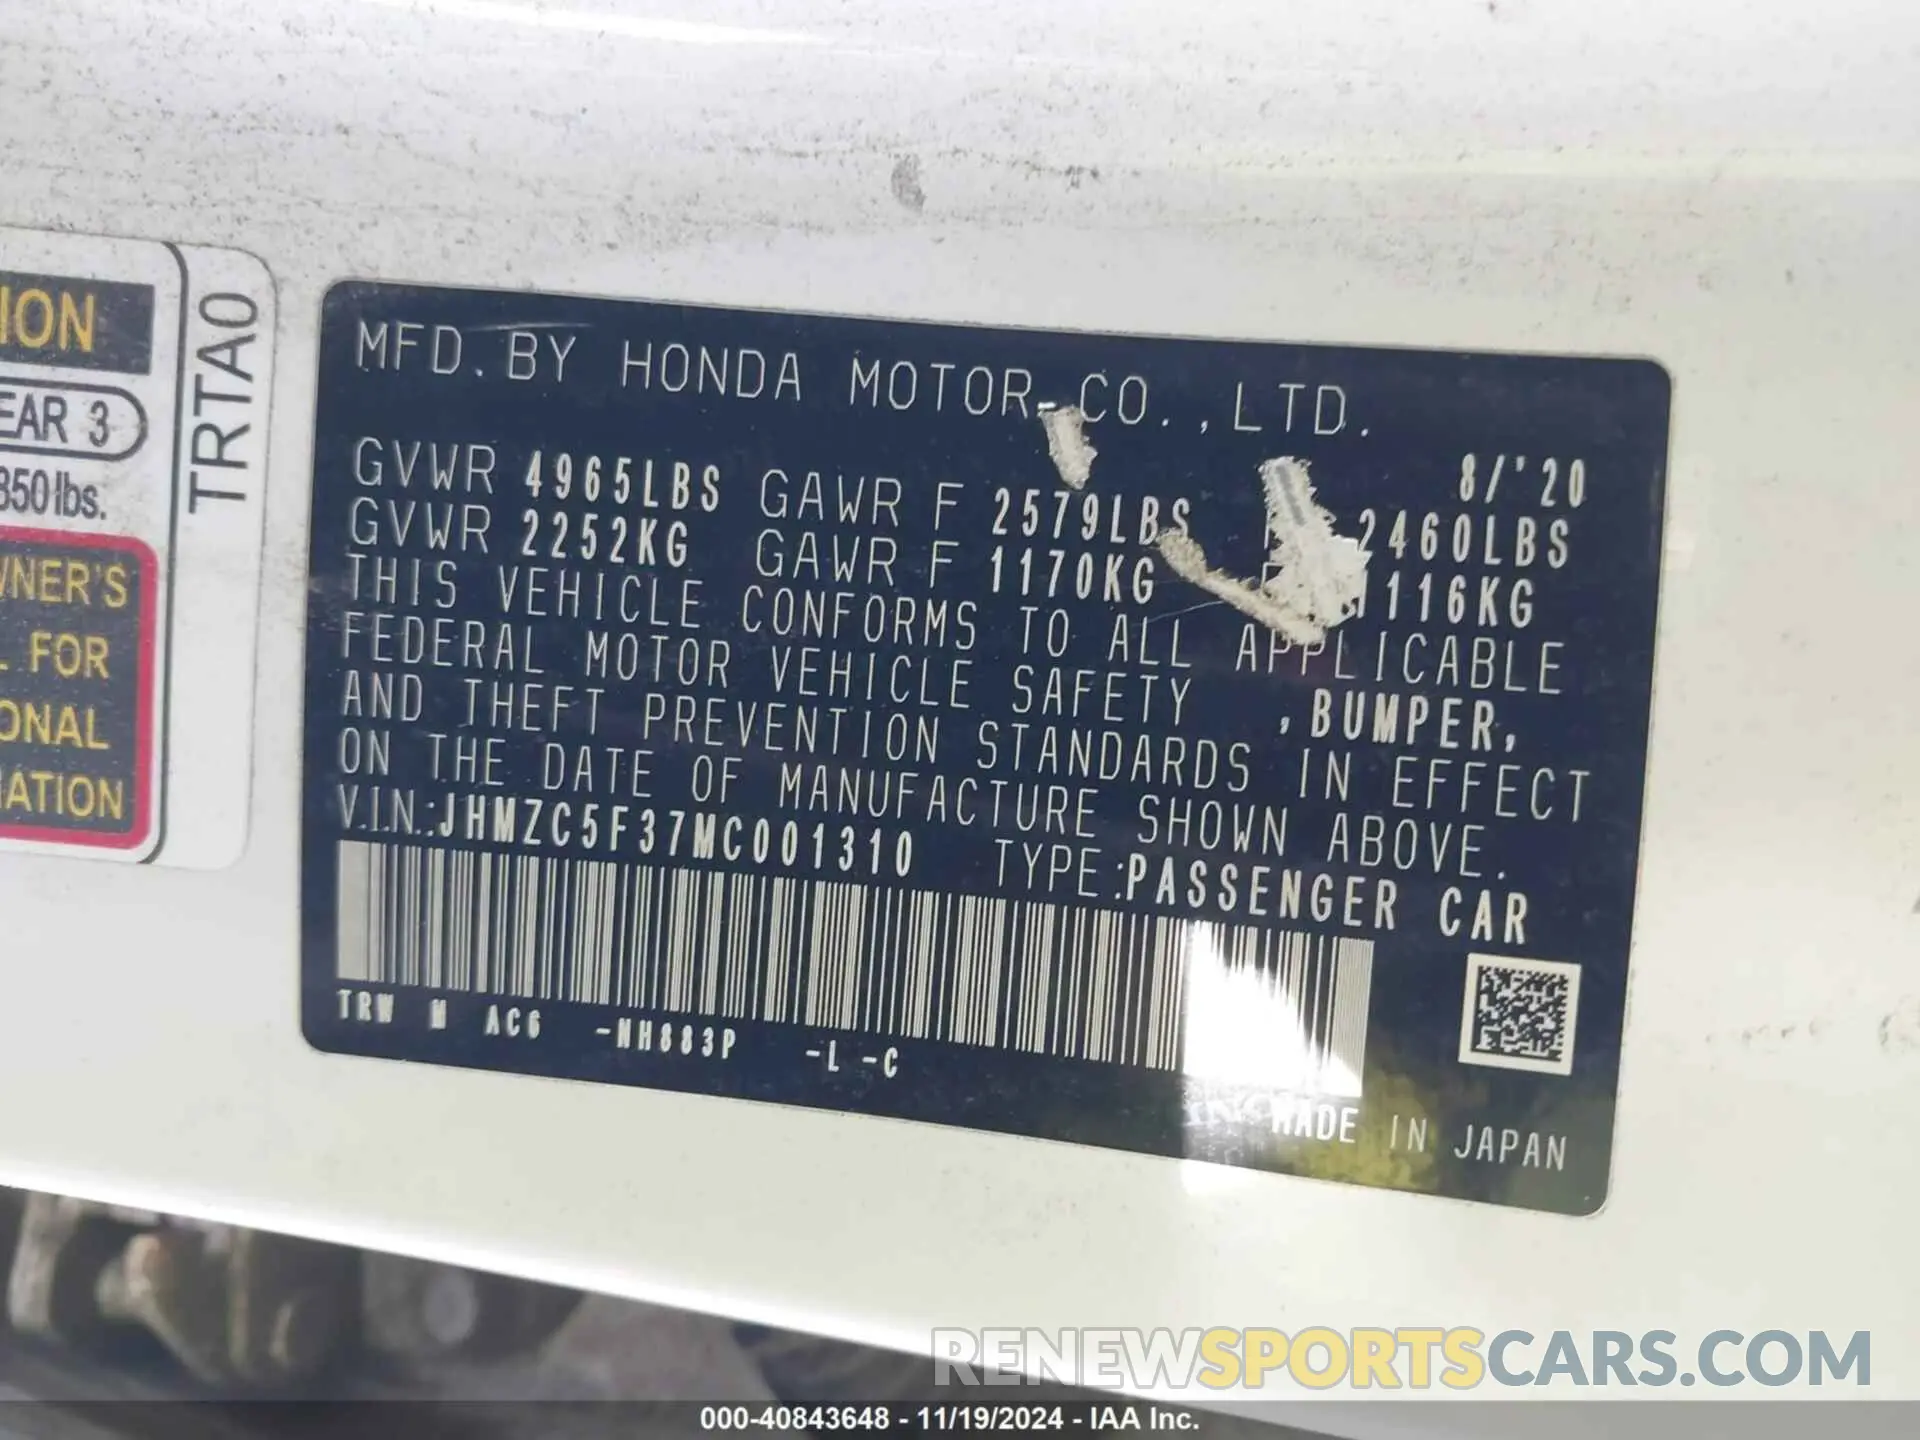 ION
EAR 3
850 lbs.
WNER'S
L FOR
ONAL
MATION
TRTA0
MFD. BY HONDA MOTOR CO., LTD.
8/'20
GVWR 4965LBS GAWR F 2579LBS 2460LBS
GVWR 2252KG GAWR F 1170KG 1116KG
THIS VEHICLE CONFORMS TO ALL APPLICABLE
FEDERAL MOTOR VEHICLE SAFETY , BUMPER,
AND THEFT PREVENTION STANDARDS IN EFFECT
ON THE DATE OF MANUFACTURE SHOWN ABOVE.
V.I.N.: JHMZC5F37MC001310 TYPE: PASSENGER CAR
TRW M AC6 -NH883P -L -C
MADE IN JAPAN
RENEWSPORTSCARS.COM
000-40843648 - 11/19/2024 - IAA Inc.